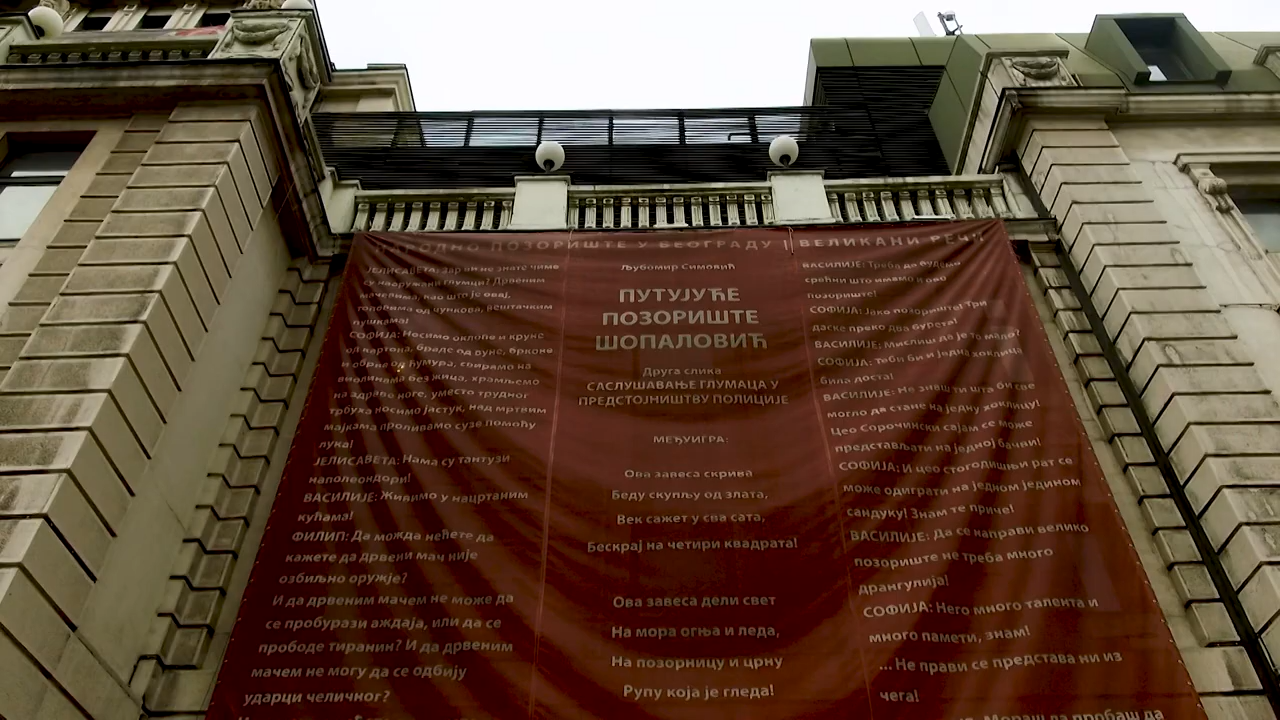 НАРОДНО ПОЗОРИШТЕ У БЕОГРАДУ | ВЕЛИКАНИ РЕЧИ
ЈЕЛИСАВЕТА: Зар ви не знате чиме
су наоружани глумци? Дрвеним
мачевима, као што је овај,
топовима од чункова, вештачким
пушкама!
СОФИЈА: Носимо оклопе и круне
од картона, браде од вуне, бркове
и обрве од ћумура, свирамо на
виолинама без жица, храмљемо
на здраво ноге, уместо трудног
трбуха носимо јастук, над мртвим
мајкама проливамо сузе помоћу
лука!
ЈЕЛИСАВЕТА: Нама су тантузи
наполеондори!
ВАСИЛИЈЕ: Живимо у нацртаним
кућама!
ФИЛИП: Да можда нећете да
кажете да дрвени мач није
озбиљно оружје?
И да дрвеним мачем не може да
се пробурази аждаја, или да се
прободе тиранин? И да дрвеним
мачем не могу да се одбију
ударци челичног?
Љубомир Симовић
ПУТУЈУЋЕ
ПОЗОРИШТЕ
ШОПАЛОВИЋ
Друга слика
САСЛУШАВАЊЕ ГЛУМАЦА У
ПРЕДСТОЈНИШТВУ ПОЛИЦИЈЕ
МЕЂУИГРА:
Ова завеса скрива
Беду скупљу од злата,
Век сажет у сва сата,
Бескрај на четири квадрата!
Ова завеса дели свет
На мора огња и леда,
На позорницу и црну
Рупу која је гледа!
ВАСИЛИЈЕ: Треба да будемо
срећни што имамо и ово
позориште!
СОФИЈА: Јако позориште! Три
даске преко два бурета!
ВАСИЛИЈЕ: Мислиш да је то мало?
СОФИЈА: Теби би и једна хоклица
била доста!
ВАСИЛИЈЕ: Не знаш ти шта би све
могло да стане на једну хоклицу!
Цео Сорочински сајам се може
представљати на једној бачви!
СОФИЈА: И цео стогодишњи рат се
може одиграти на једном једином
сандуку! Знам те приче!
ВАСИЛИЈЕ: Да се направи велико
позориште не треба много
дрангулија!
СОФИЈА: Него много талента и
много памети, знам!
... Не прави се представа ни из
чега!
Мораш да пробаш да